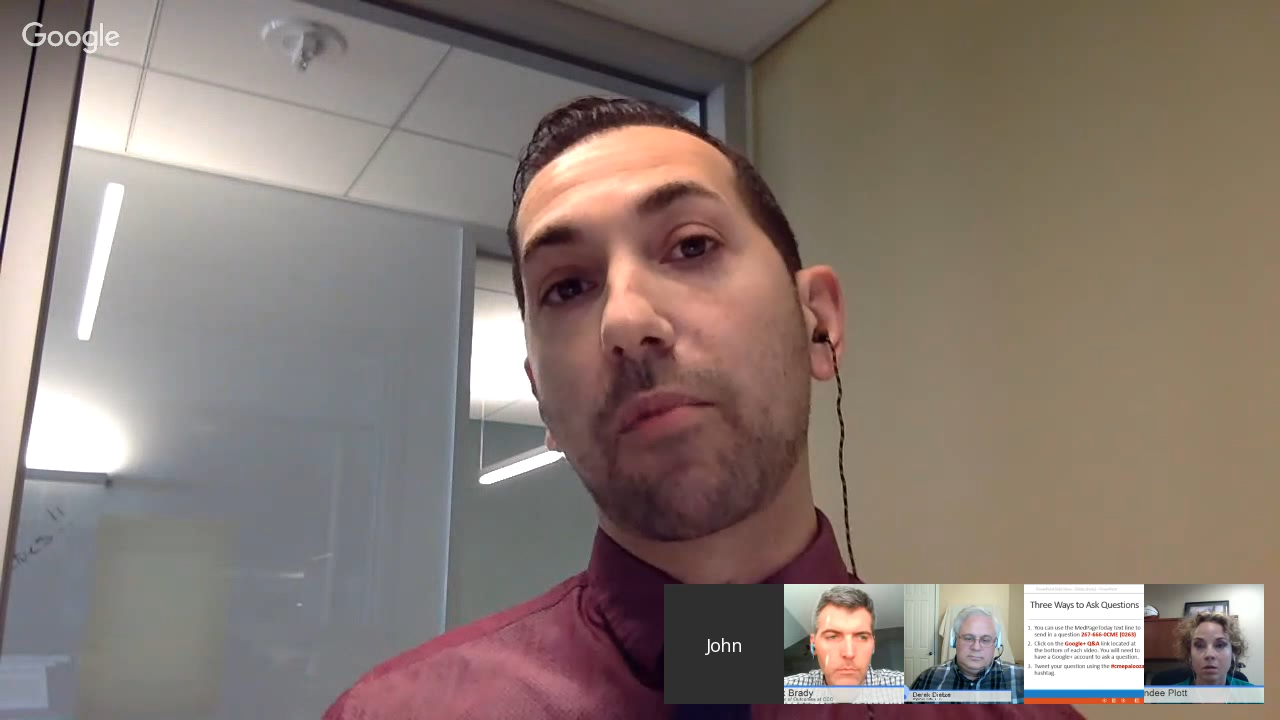 Google
John
Three Ways to Ask Questions
1. You can use the MedPageToday text line to
send in a question 267-666-0CME (0263)
2. Click on the Google+ Q&A link located at
the bottom of each video. You will need to
have a Google+ account to ask a question.
3. Tweet your question using the #cmepalooza
hashtag.
Brady
Derek Dietze
ndee Plott